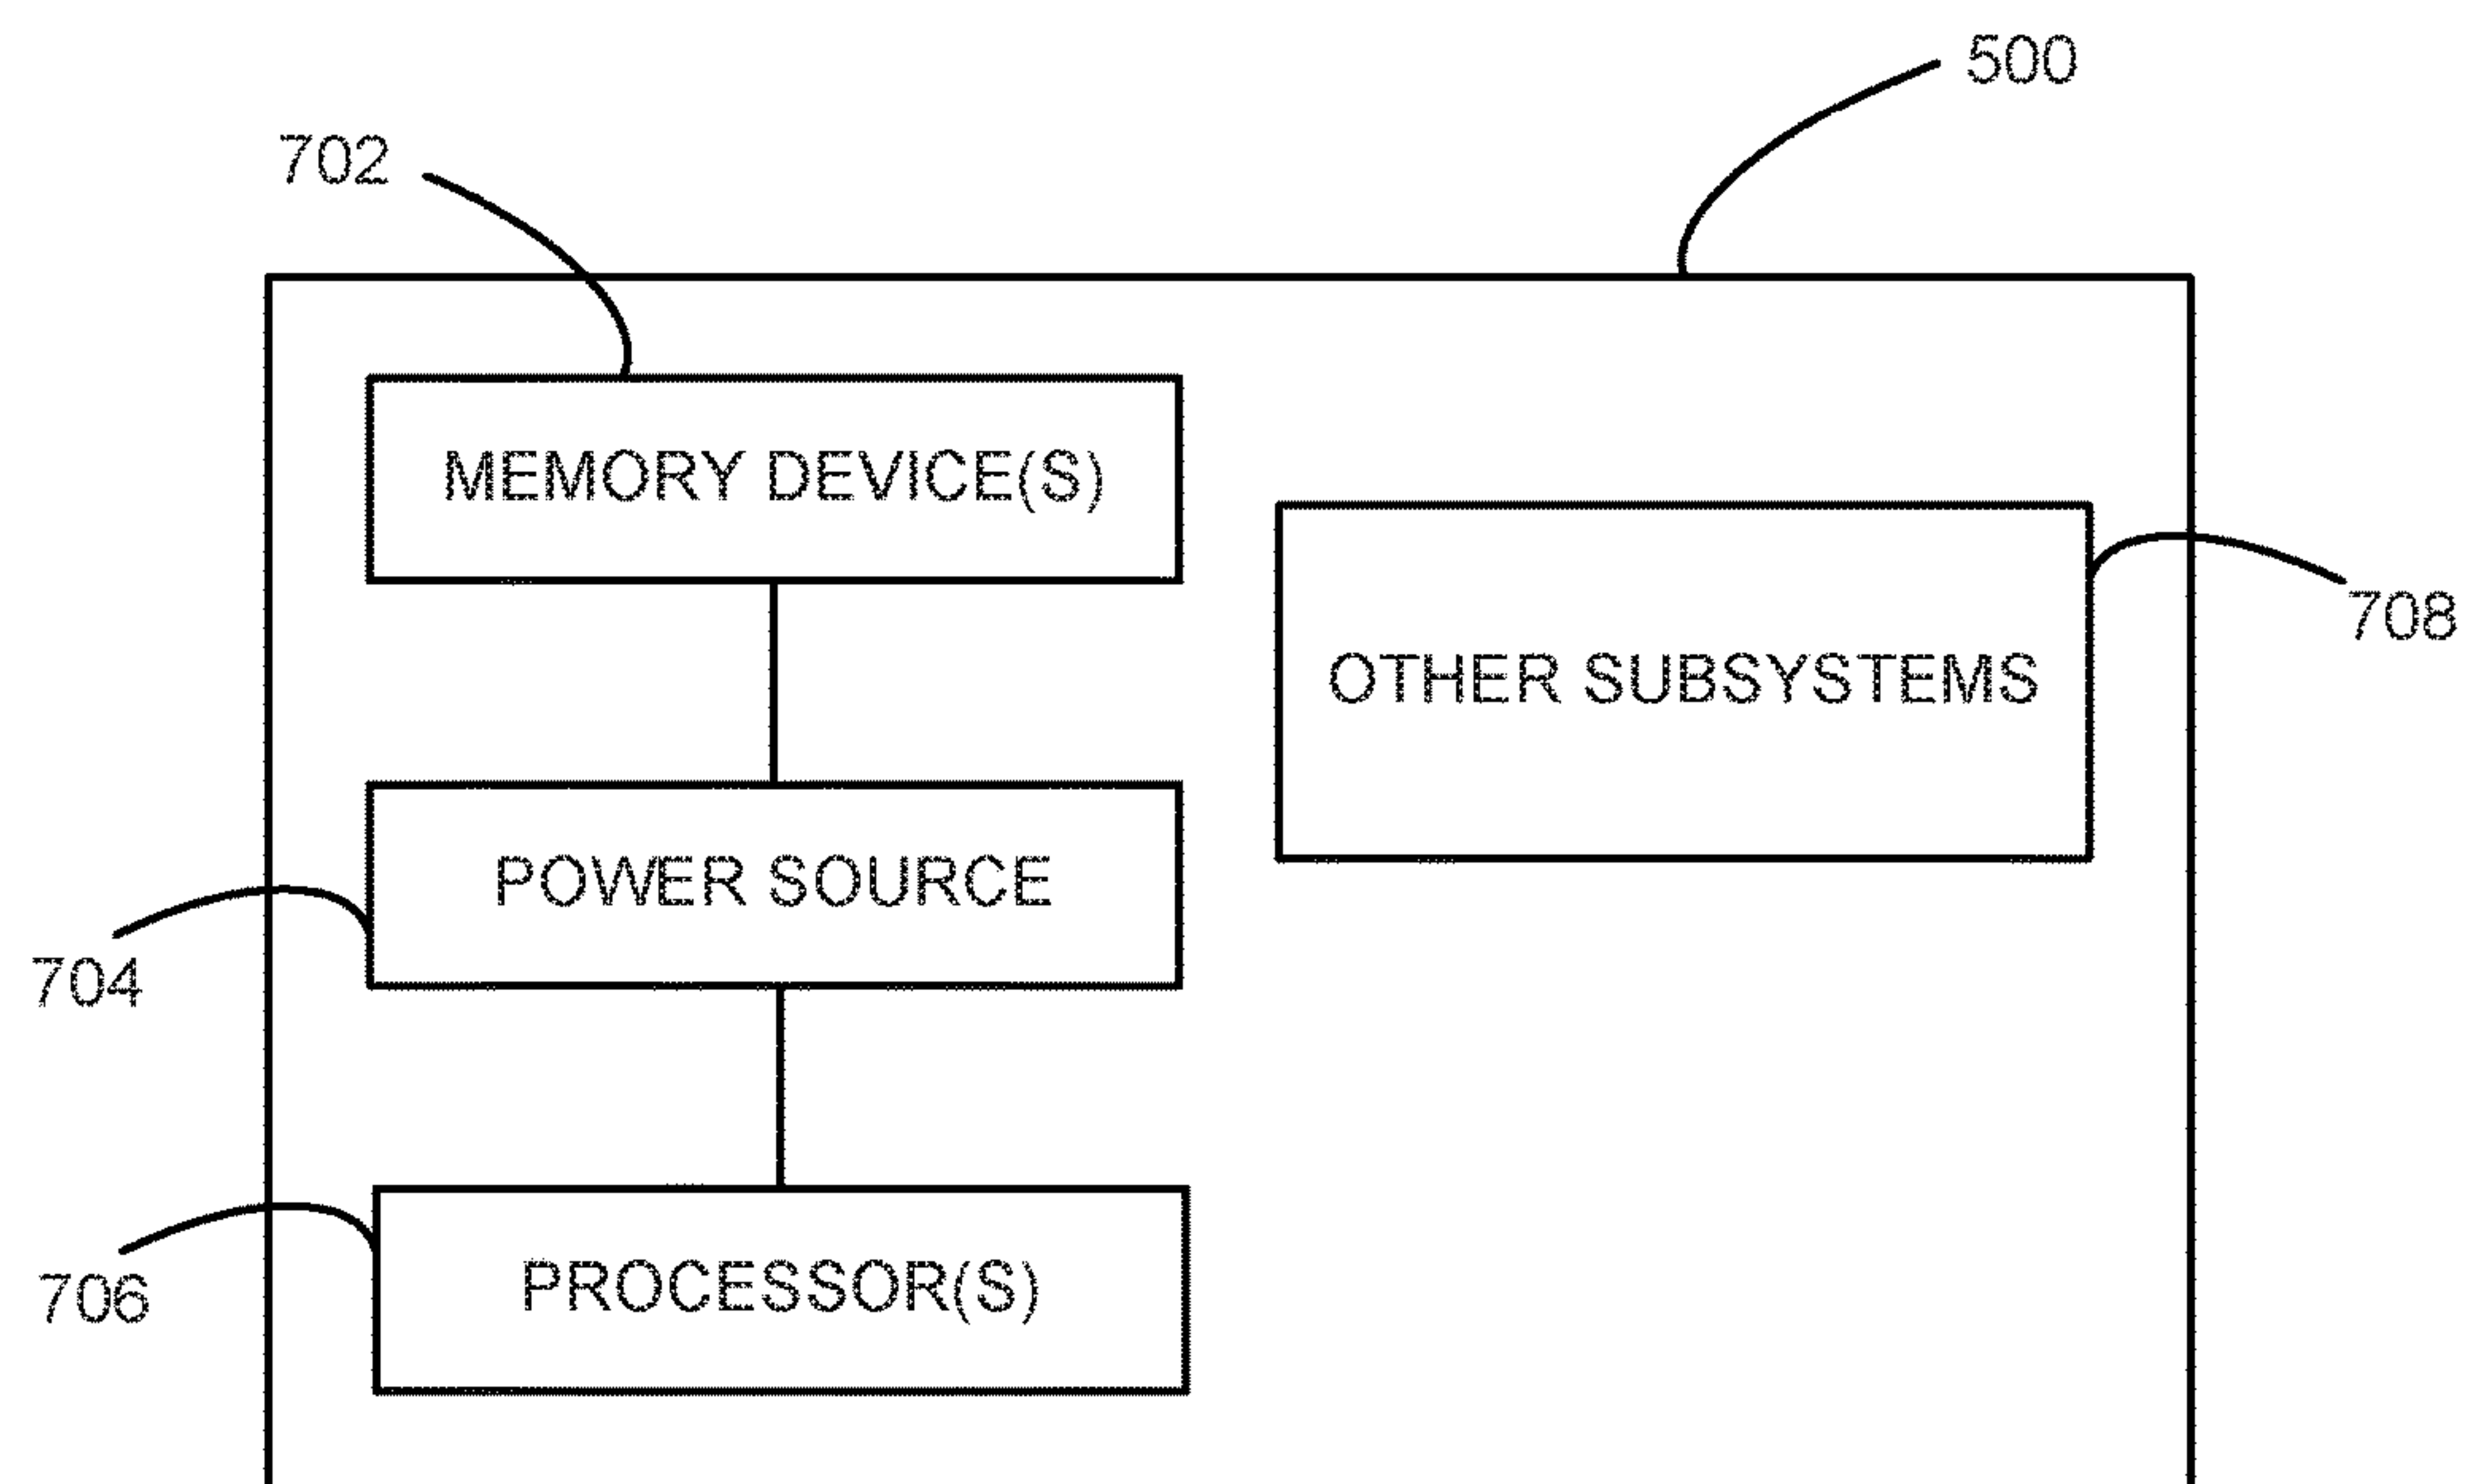 500
702
MEMORY DEVICE(S)
708
OTHER SUBSYSTEMS
POWER SOURCE
704
PROCESSOR(S)
706